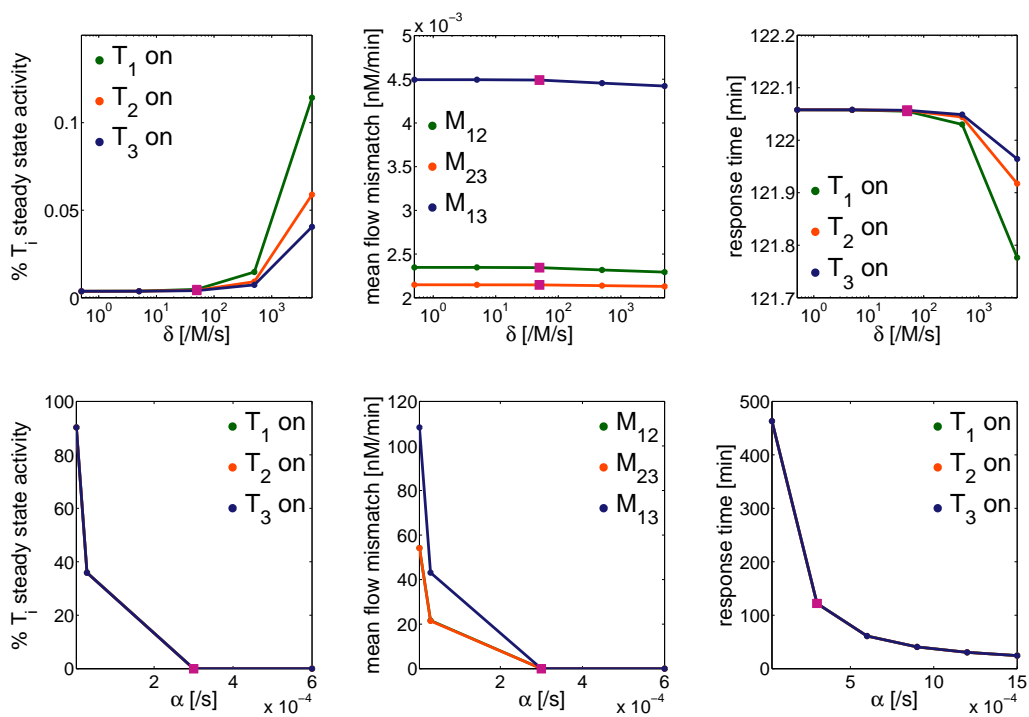 % T_i steady state activity
0.1
0.05
0
T_1 on
T_2 on
T_3 on
10^0 10^1 10^2 10^3
δ [/M/s]
x 10^-3
mean flow mismatch [nM/min]
5
4.5
4
3.5
3
2.5
2
M_12
M_23
M_13
10^0 10^1 10^2 10^3
δ [/M/s]
response time [min]
122.2
122.1
122
121.9
121.8
121.7
T_1 on
T_2 on
T_3 on
10^0 10^1 10^2 10^3
δ [/M/s]
% T_i steady state activity
100
80
60
40
20
0
T_1 on
T_2 on
T_3 on
2 4 6
α [/s]
x 10^-4
mean flow mismatch [nM/min]
120
100
80
60
40
20
0
M_12
M_23
M_13
2 4 6
α [/s]
x 10^-4
response time [min]
500
400
300
200
100
0
T_1 on
T_2 on
T_3 on
5 10 15
α [/s]
x 10^-4